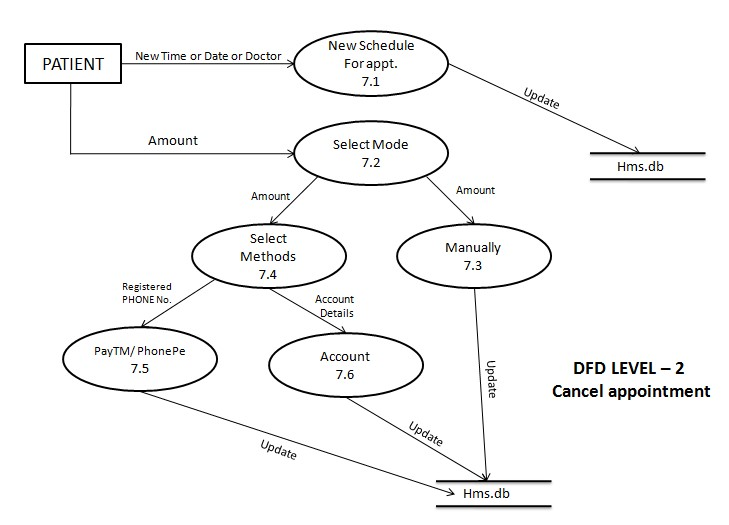 PATIENT
New Time or Date or Doctor
New Schedule
For appt.
7.1
Update
Hms.db
Amount
Select Mode
7.2
Amount
Amount
Select
Methods
7.4
Manually
7.3
Registered
PHONE No.
Account
Details
PayTM/ PhonePe
7.5
Account
7.6
Update
DFD LEVEL – 2
Cancel appointment
Update
Update
Hms.db